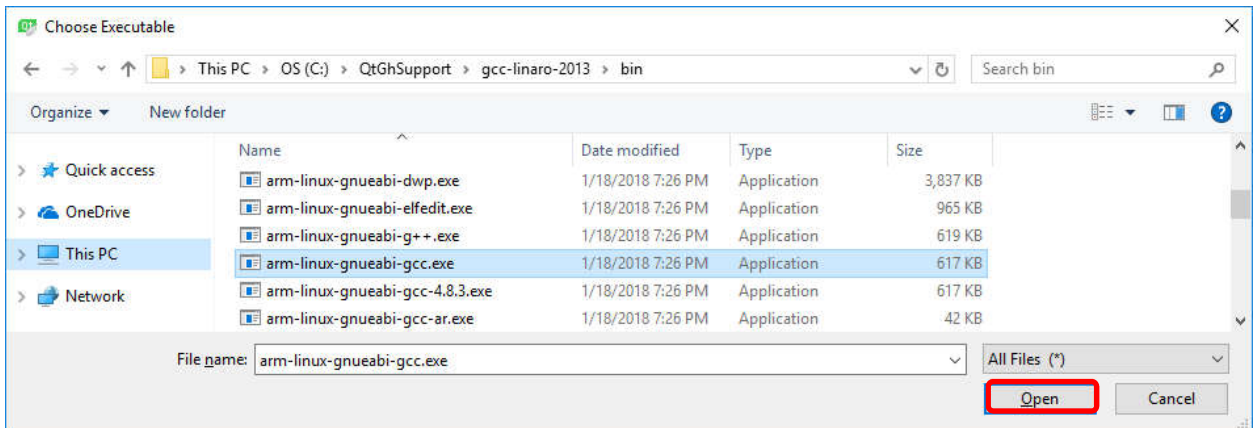 Choose Executable
This PC > OS (C:) > QtGhSupport > gcc-linaro-2013 > bin
Search bin
Organize
New folder
Name Date modified Type Size
Quick access
OneDrive
This PC
Network
arm-linux-gnueabi-dwp.exe 1/18/2018 7:26 PM Application 3,837 KB
arm-linux-gnueabi-elfedit.exe 1/18/2018 7:26 PM Application 965 KB
arm-linux-gnueabi-g++.exe 1/18/2018 7:26 PM Application 619 KB
arm-linux-gnueabi-gcc.exe 1/18/2018 7:26 PM Application 617 KB
arm-linux-gnueabi-gcc-4.8.3.exe 1/18/2018 7:26 PM Application 617 KB
arm-linux-gnueabi-gcc-ar.exe 1/18/2018 7:26 PM Application 42 KB
File name: arm-linux-gnueabi-gcc.exe
All Files (*)
Open
Cancel